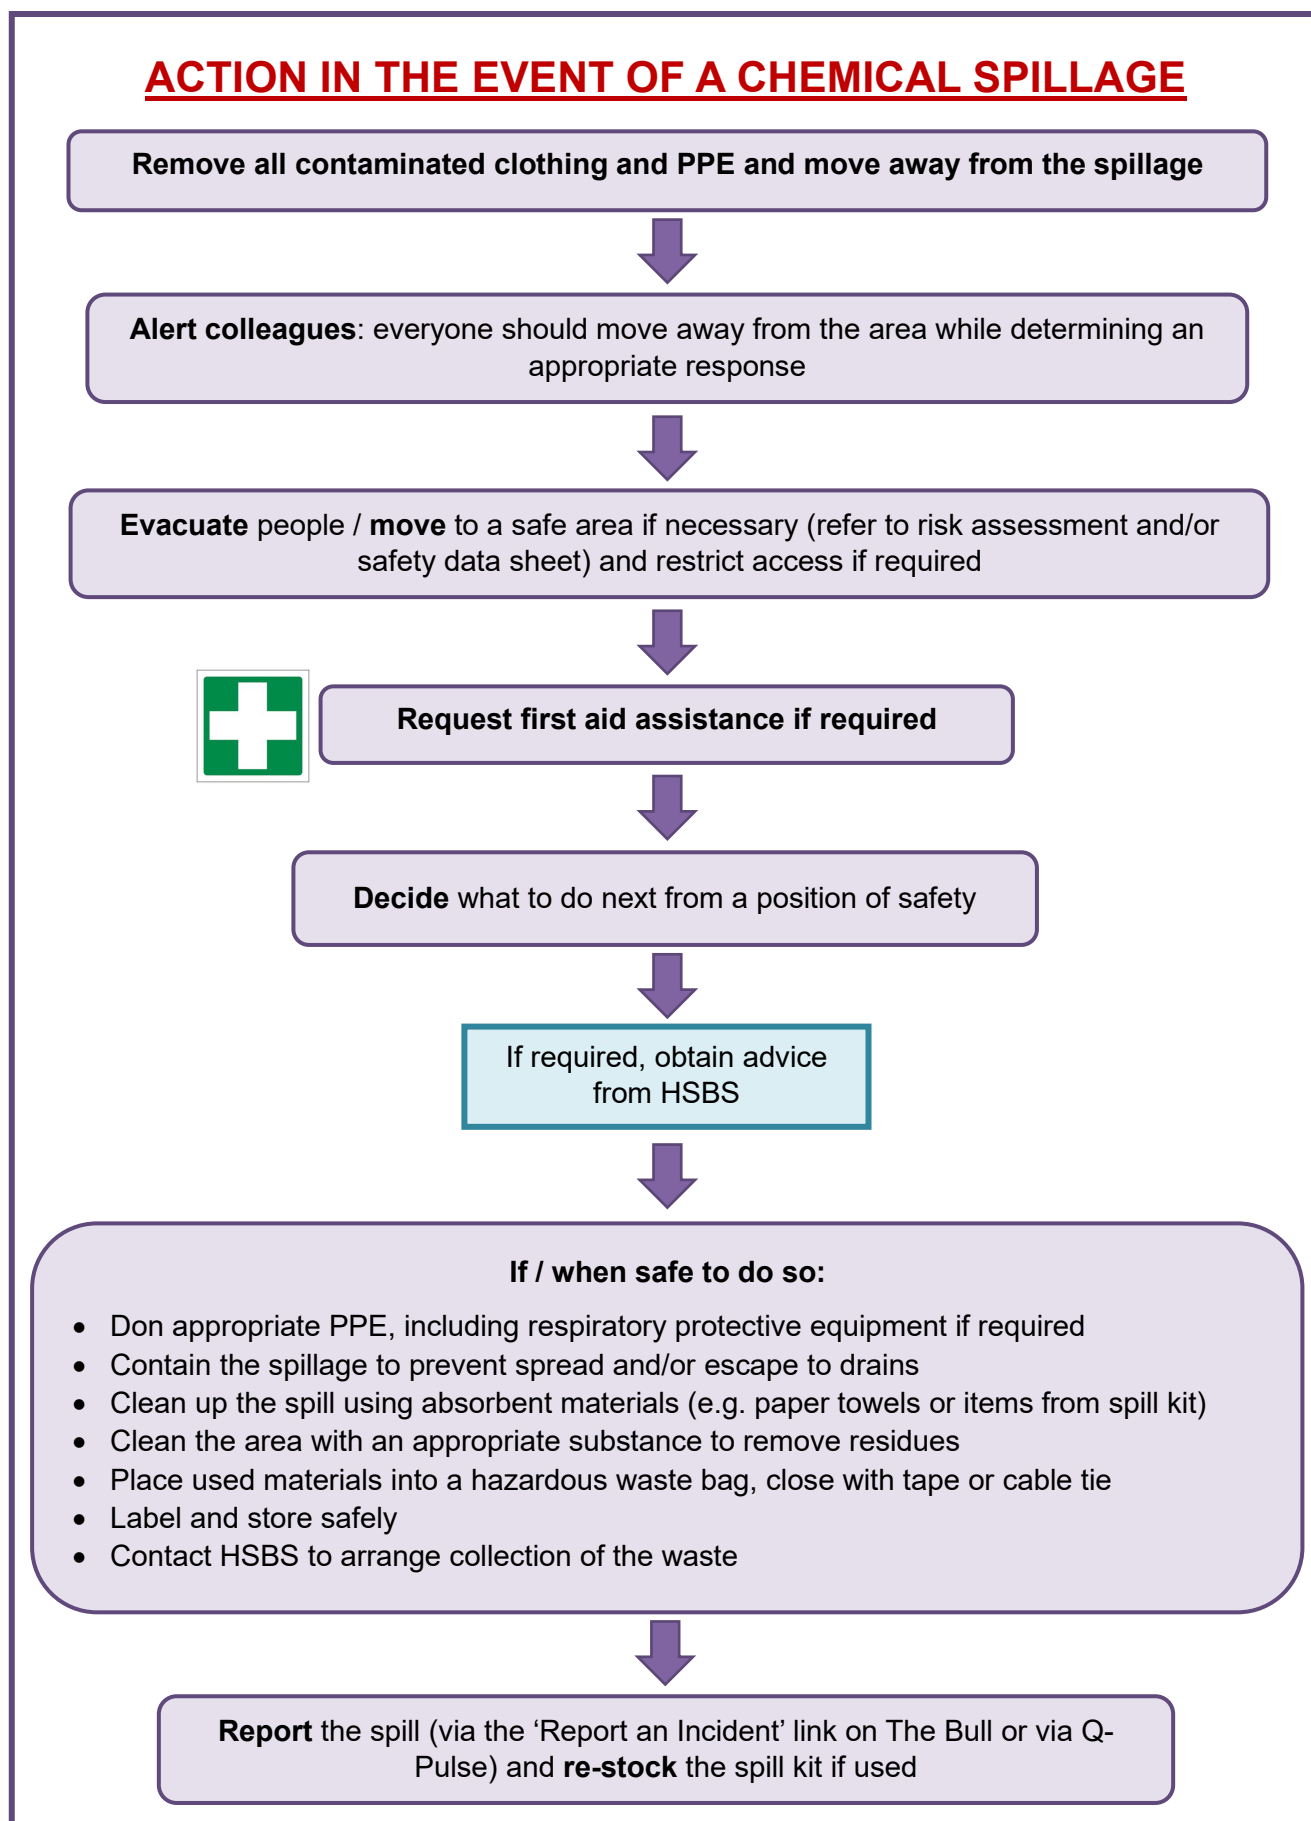 ACTION IN THE EVENT OF A CHEMICAL SPILLAGE
Remove all contaminated clothing and PPE and move away from the spillage
Alert colleagues: everyone should move away from the area while determining an
appropriate response
Evacuate people / move to a safe area if necessary (refer to risk assessment and/or
safety data sheet) and restrict access if required
Request first aid assistance if required
Decide what to do next from a position of safety
If required, obtain advice
from HSBS
If / when safe to do so:
• Don appropriate PPE, including respiratory protective equipment if required
• Contain the spillage to prevent spread and/or escape to drains
• Clean up the spill using absorbent materials (e.g. paper towels or items from spill kit)
• Clean the area with an appropriate substance to remove residues
• Place used materials into a hazardous waste bag, close with tape or cable tie
• Label and store safely
• Contact HSBS to arrange collection of the waste
Report the spill (via the ‘Report an Incident’ link on The Bull or via Q-
Pulse) and re-stock the spill kit if used